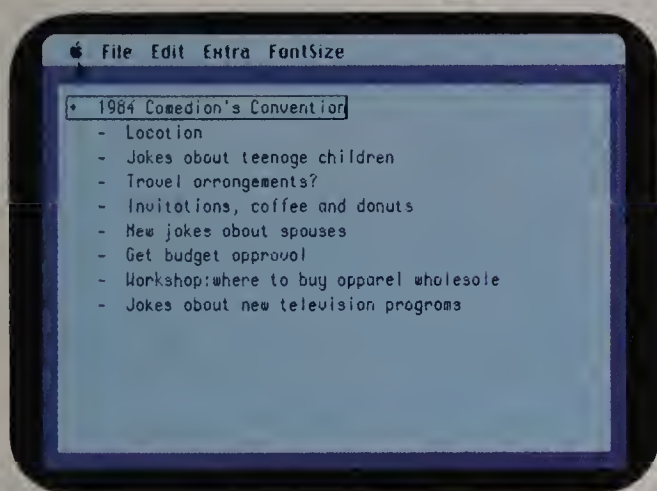 File Edit Extra FontSize
+ 1984 Comedian's Convention
- Location
- Jokes about teenage children
- Travel arrangements?
- Invitations, coffee and donuts
- New jokes about spouses
- Get budget approval
- Workshop:where to buy apparel wholesale
- Jokes about new television programs